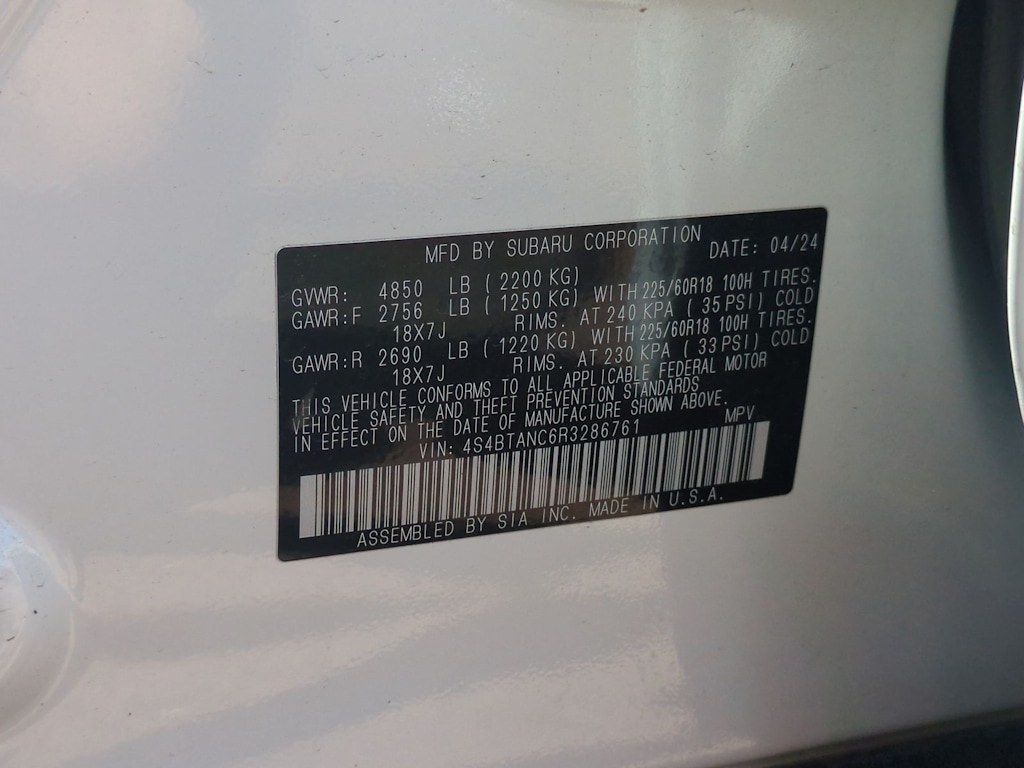 MFD BY SUBARU CORPORATION DATE: 04/24
GVWR: 4850 LB (2200 KG)
GAWR:F 2756 LB (1250 KG) WITH 225/60R18 100H TIRES.
18X7J RIMS. AT 240 KPA (35 PSI) COLD
GAWR:R 2690 LB (1220 KG) WITH 225/60R18 100H TIRES.
18X7J RIMS. AT 230 KPA (33 PSI) COLD
THIS VEHICLE CONFORMS TO ALL APPLICABLE FEDERAL MOTOR
VEHICLE SAFETY AND THEFT PREVENTION STANDARDS
IN EFFECT ON THE DATE OF MANUFACTURE SHOWN ABOVE.
VIN: 4S4BTANC6R3286761 MPV
ASSEMBLED BY SIA INC. MADE IN U.S.A.